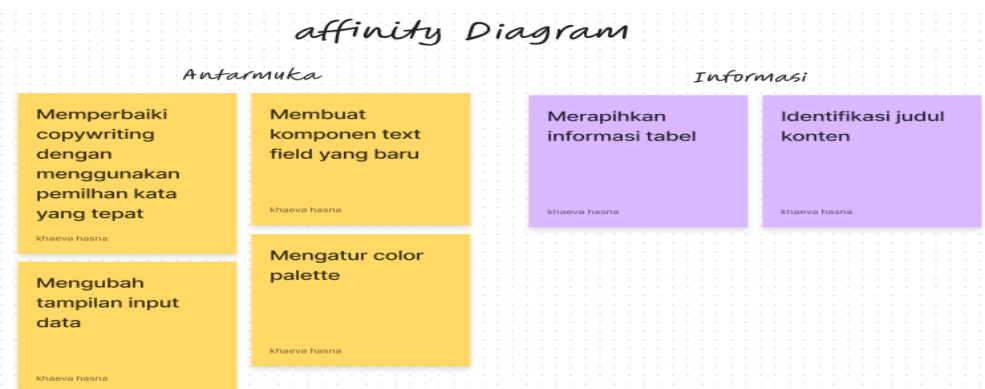 affinity Diagram
Antarmuka
Memperbaiki
copywriting
dengan
menggunakan
pemilhan kata
yang tepat
khaeva hasna
Membuat
komponen text
field yang baru
khaeva hasna
Mengubah
tampilan input
data
khaeva hasna
Mengatur color
palette
khaeva hasna
Informasi
Merapihkan
informasi tabel
khaeva hasna
Identifikasi judul
konten
khaeva hasna